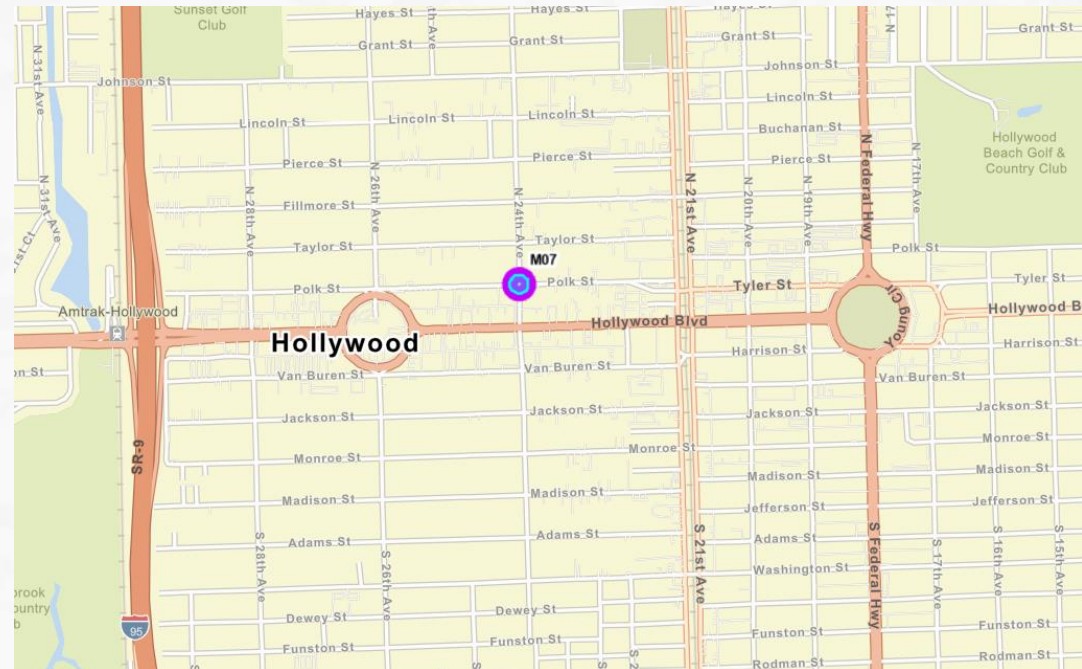 Sunset Golf
Club
Hayes St
Hayes St
Grant St
Grant St
Grant St
Grant St
N 31st Ave
Johnson St
Johnson St
Lincoln St
Lincoln St
Lincoln St
Lincoln St
Buchanan St
Hollywood
Beach Golf &
Country Club
Pierce St
Pierce St
Pierce St
N 31st Ave
N 28th Ave
N 26th Ave
N 24th Ave
N 21st Ave
N 20th Ave
N 19th Ave
N Federal Hwy
N 17th Ave
Fillmore St
Taylor St
Taylor St
Polk St
M07
Polk St
Polk St
Tyler St
Tyler St
Amtrak-Hollywood
Hollywood
Hollywood Blvd
Young Cir
Hollywood B
Harrison St
Harrison St
Van Buren St
Van Buren St
Van Buren St
Jackson St
Jackson St
Jackson St
Jackson St
Monroe St
Monroe St
Monroe St
SR-9
Madison St
Madison St
Madison St
Madison St
Jefferson St
Jefferson St
Adams St
Adams St
Adams St
Adams St
S 28th Ave
S 26th Ave
S 21st Ave
S Federal Hwy
S 17th Ave
S 16th Ave
S 15th Ave
Washington St
95
Dewey St
Dewey St
Funston St
Funston St
Funston St
Funston St
Rodman St
Rodman St